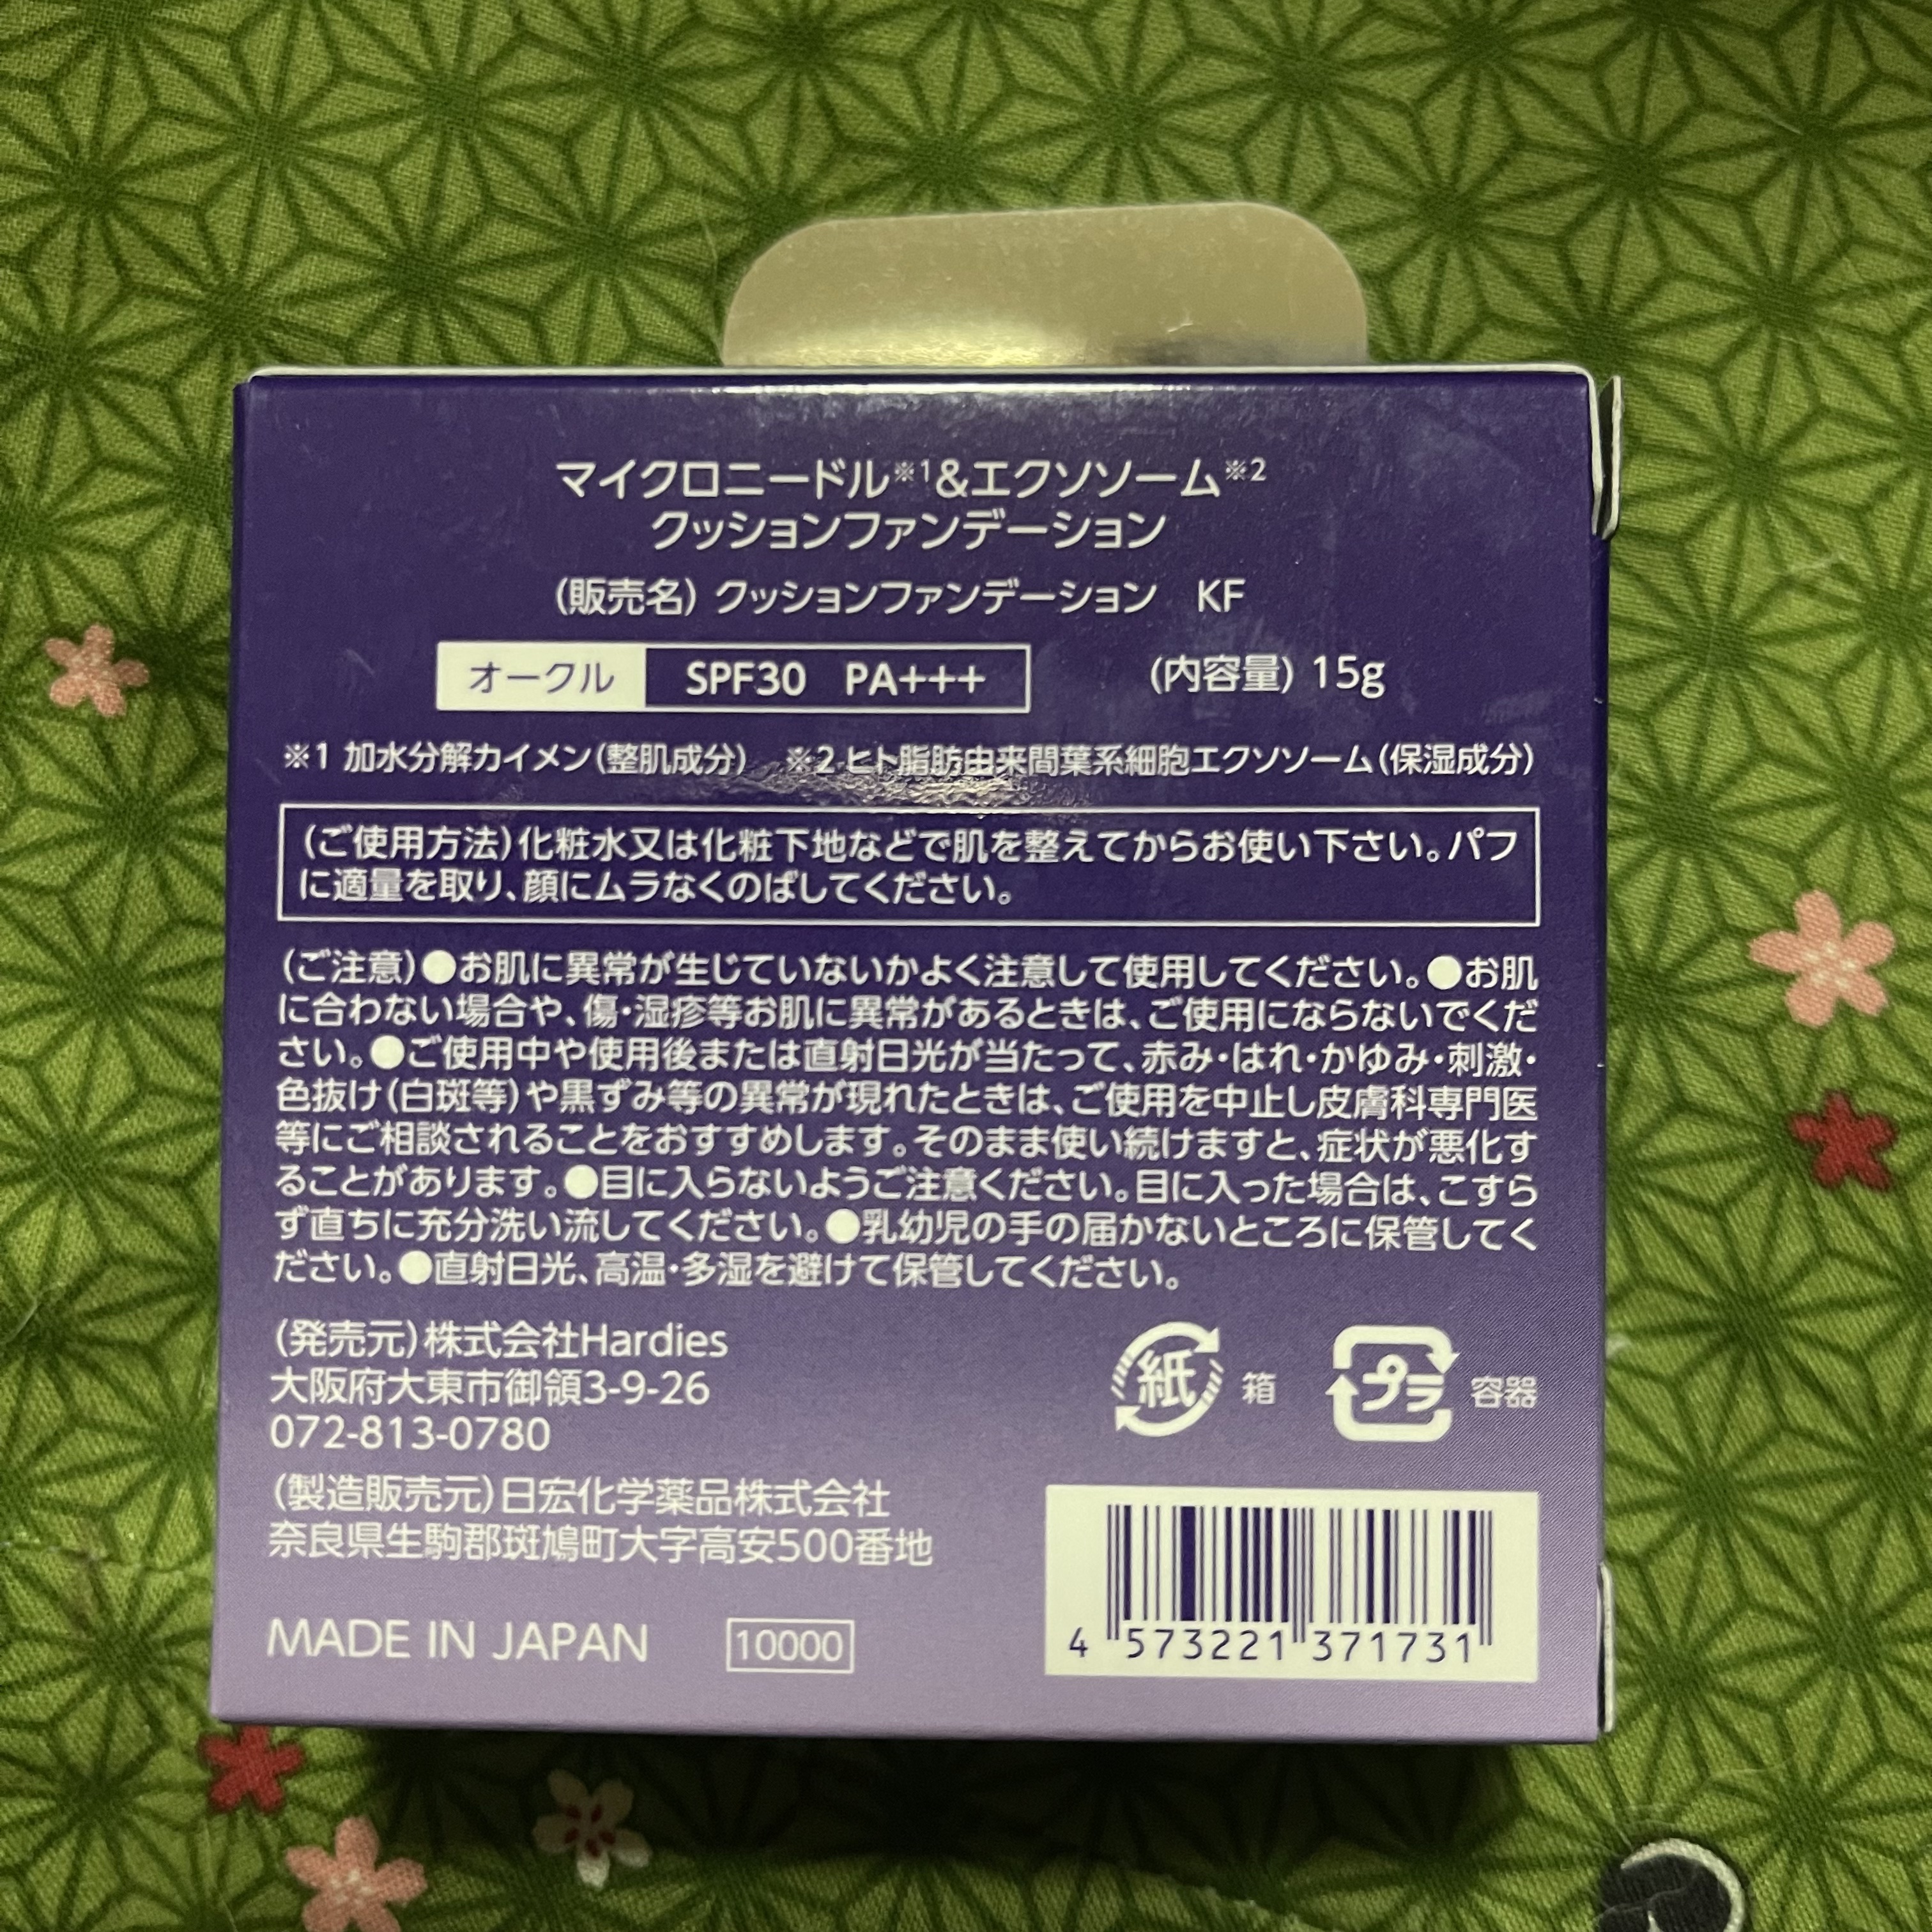 マイクロニードル※1&エクソソーム※2
クッションファンデーション
(販売名) クッションファンデーション KF
オークル SPF30 PA+++ (内容量) 15g
※1 加水分解カイメン(整肌成分) ※2 ヒト脂肪由来間葉系細胞エクソソーム(保湿成分)
(ご使用方法)化粧水又は化粧下地などで肌を整えてからお使い下さい。パフ
に適量を取り、顔にムラなくのばしてください。
(ご注意)●お肌に異常が生じていないかよく注意して使用してください。●お肌
に合わない場合や、傷・湿疹等お肌に異常があるときは、ご使用にならないでくだ
さい。●ご使用中や使用後または直射日光が当たって、赤み・はれ・かゆみ・刺激・
色抜け(白斑等)や黒ずみ等の異常が現れたときは、ご使用を中止し皮膚科専門医
等にご相談されることをおすすめします。そのまま使い続けますと、症状が悪化す
ることがあります。●目に入らないようご注意ください。目に入った場合は、こすら
ず直ちに充分洗い流してください。●乳幼児の手の届かないところに保管してく
ださい。●直射日光、高温・多湿を避けて保管してください。
(発売元)株式会社Hardies
大阪府大東市御領3-9-26
072-813-0780
紙 箱 プラ 容器
(製造販売元)日宏化学薬品株式会社
奈良県生駒郡斑鳩町大字高安500番地
MADE IN JAPAN 10000
4 573221 371731